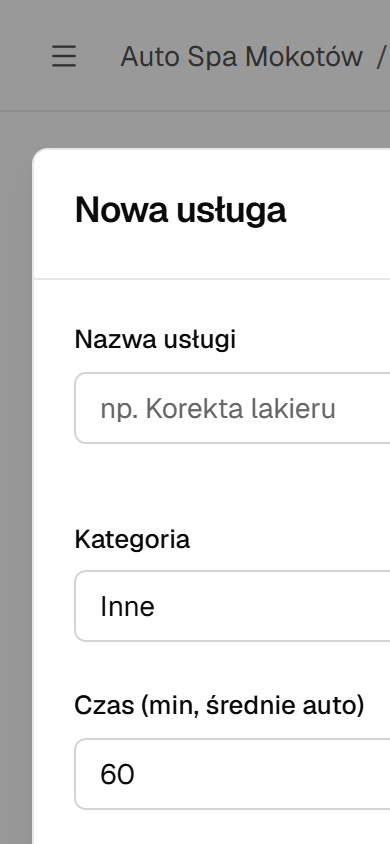 Auto Spa Mokotów /
Nowa usługa
Nazwa usługi
np. Korekta lakieru
Kategoria
Inne
Czas (min, średnie auto)
60